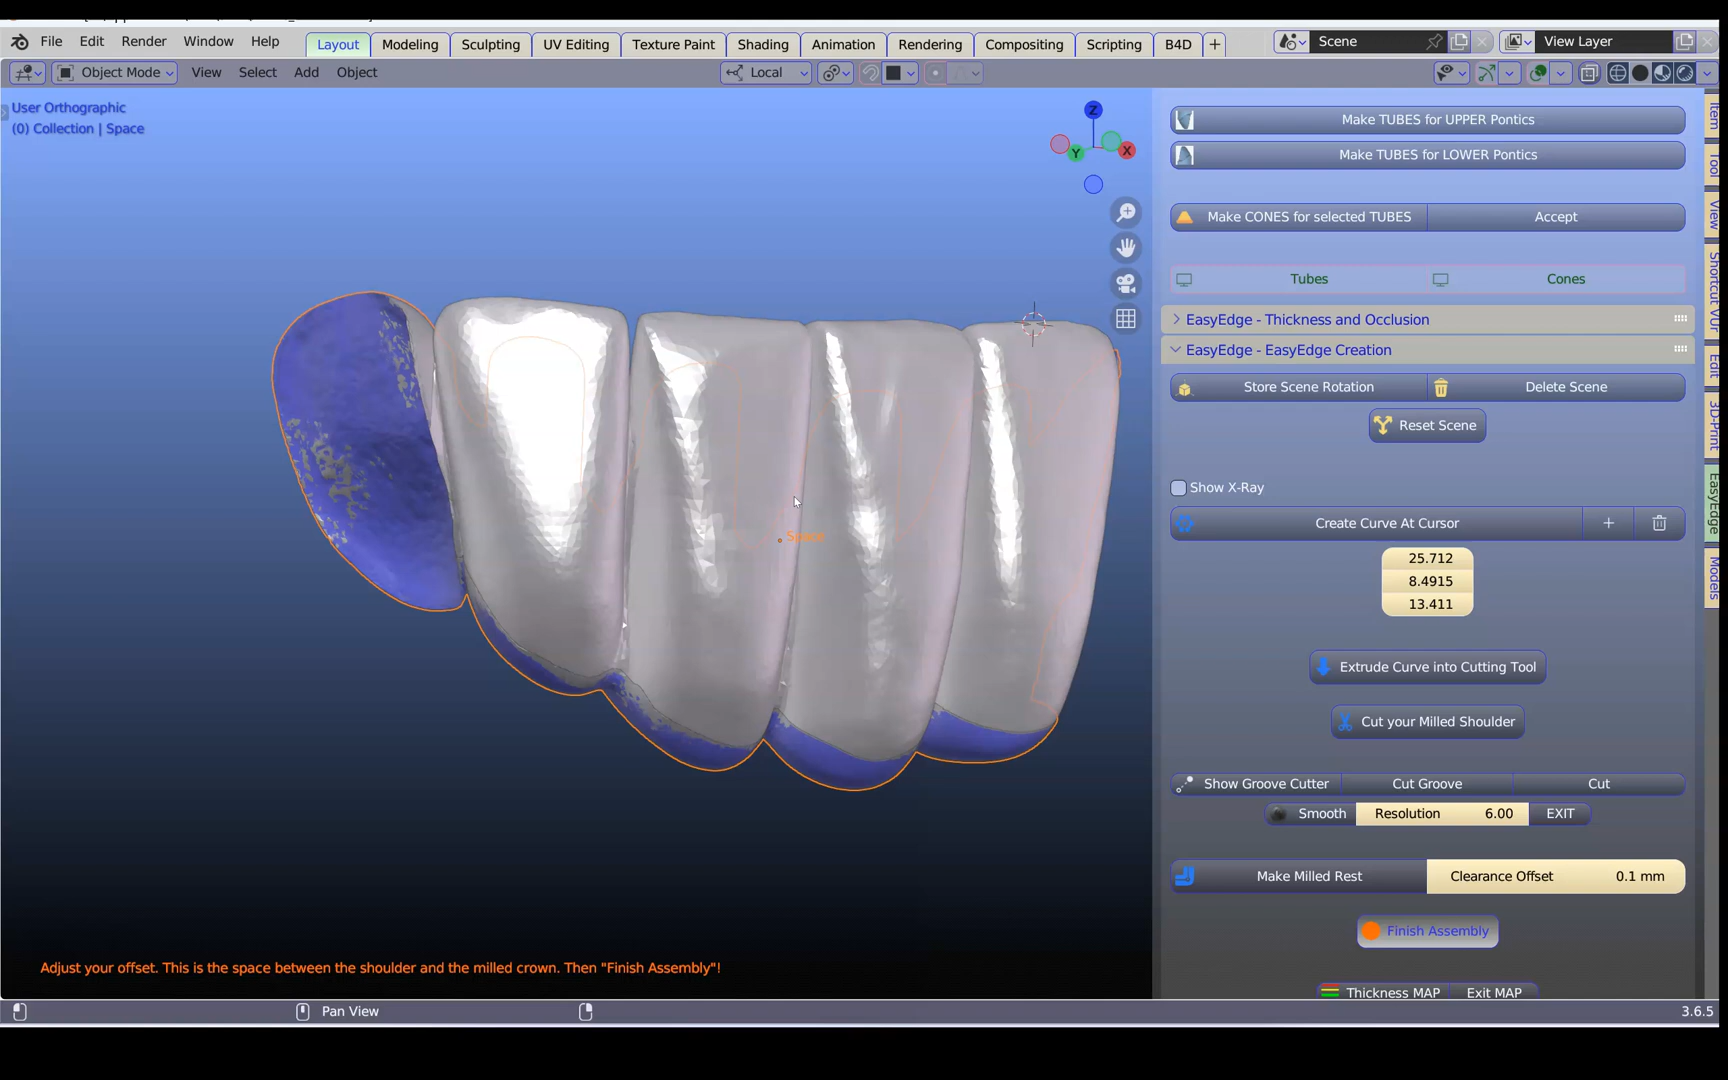 File Edit Render Window Help Layout Modeling Sculpting UV Editing Texture Paint Shading Animation Rendering Compositing Scripting B4D + Scene View Layer
Object Mode View Select Add Object Local
User Orthographic
(0) Collection | Space
Z
Y
X
Space
Adjust your offset. This is the space between the shoulder and the milled crown. Then "Finish Assembly"!
Make TUBES for UPPER Pontics
Make TUBES for LOWER Pontics
Make CONES for selected TUBES Accept
Tubes Cones
EasyEdge - Thickness and Occlusion
EasyEdge - EasyEdge Creation
Store Scene Rotation Delete Scene
Reset Scene
Show X-Ray
Create Curve At Cursor +
25.712
8.4915
13.411
Extrude Curve into Cutting Tool
Cut your Milled Shoulder
Show Groove Cutter Cut Groove Cut
Smooth Resolution 6.00 EXIT
Make Milled Rest Clearance Offset 0.1 mm
Finish Assembly
Thickness MAP Exit MAP
Item
Tool
View
Shortcut VUr
Edit
3D-Print
EasyEdge
Models
Pan View
3.6.5